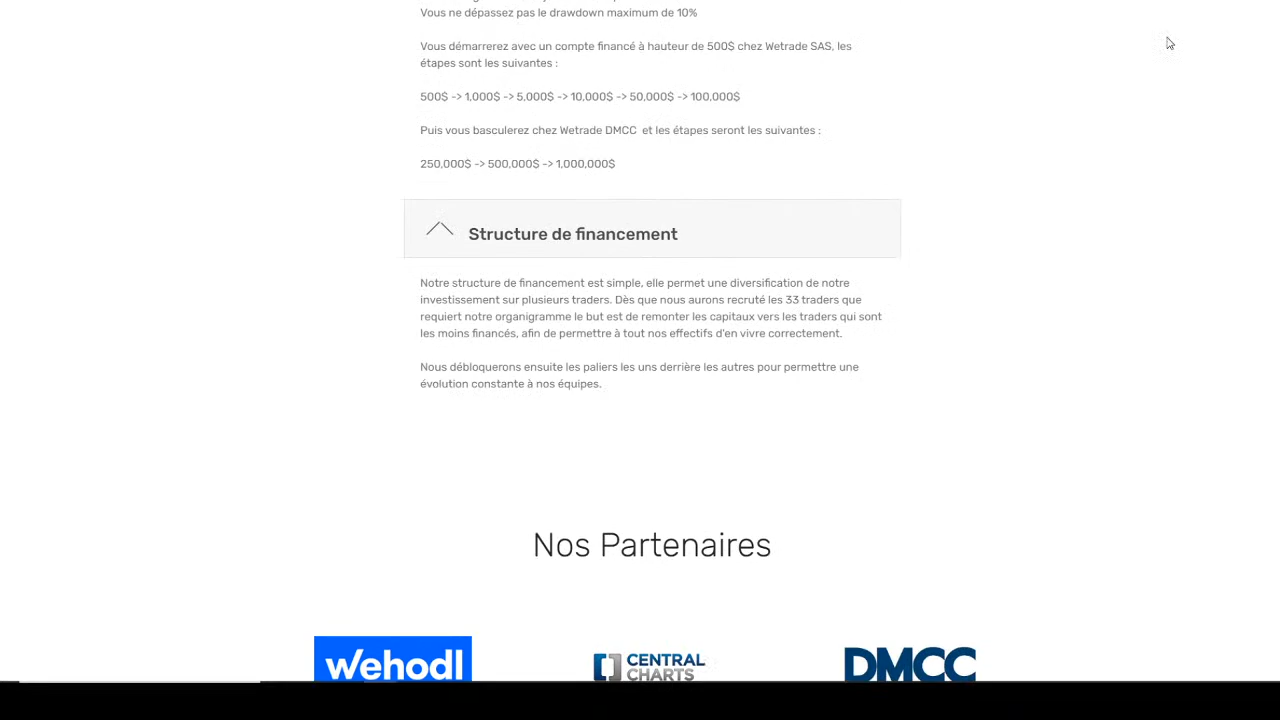 Vous ne dépassez pas le drawdown maximum de 10%
Vous démarrerez avec un compte financé à hauteur de 500$ chez Wetrade SAS, les
étapes sont les suivantes :
500$ -> 1,000$ -> 5,000$ -> 10,000$ -> 50,000$ -> 100,000$
Puis vous basculerez chez Wetrade DMCC et les étapes seront les suivantes :
250,000$ -> 500,000$ -> 1,000,000$
Structure de financement
Notre structure de financement est simple, elle permet une diversification de notre
investissement sur plusieurs traders. Dès que nous aurons recruté les 33 traders que
requiert notre organigramme le but est de remonter les capitaux vers les traders qui sont
les moins financés, afin de permettre à tout nos effectifs d'en vivre correctement.
Nous débloquerons ensuite les paliers les uns derrière les autres pour permettre une
évolution constante à nos équipes.
Nos Partenaires
wehodl
CENTRAL
CHARTS
DMCC